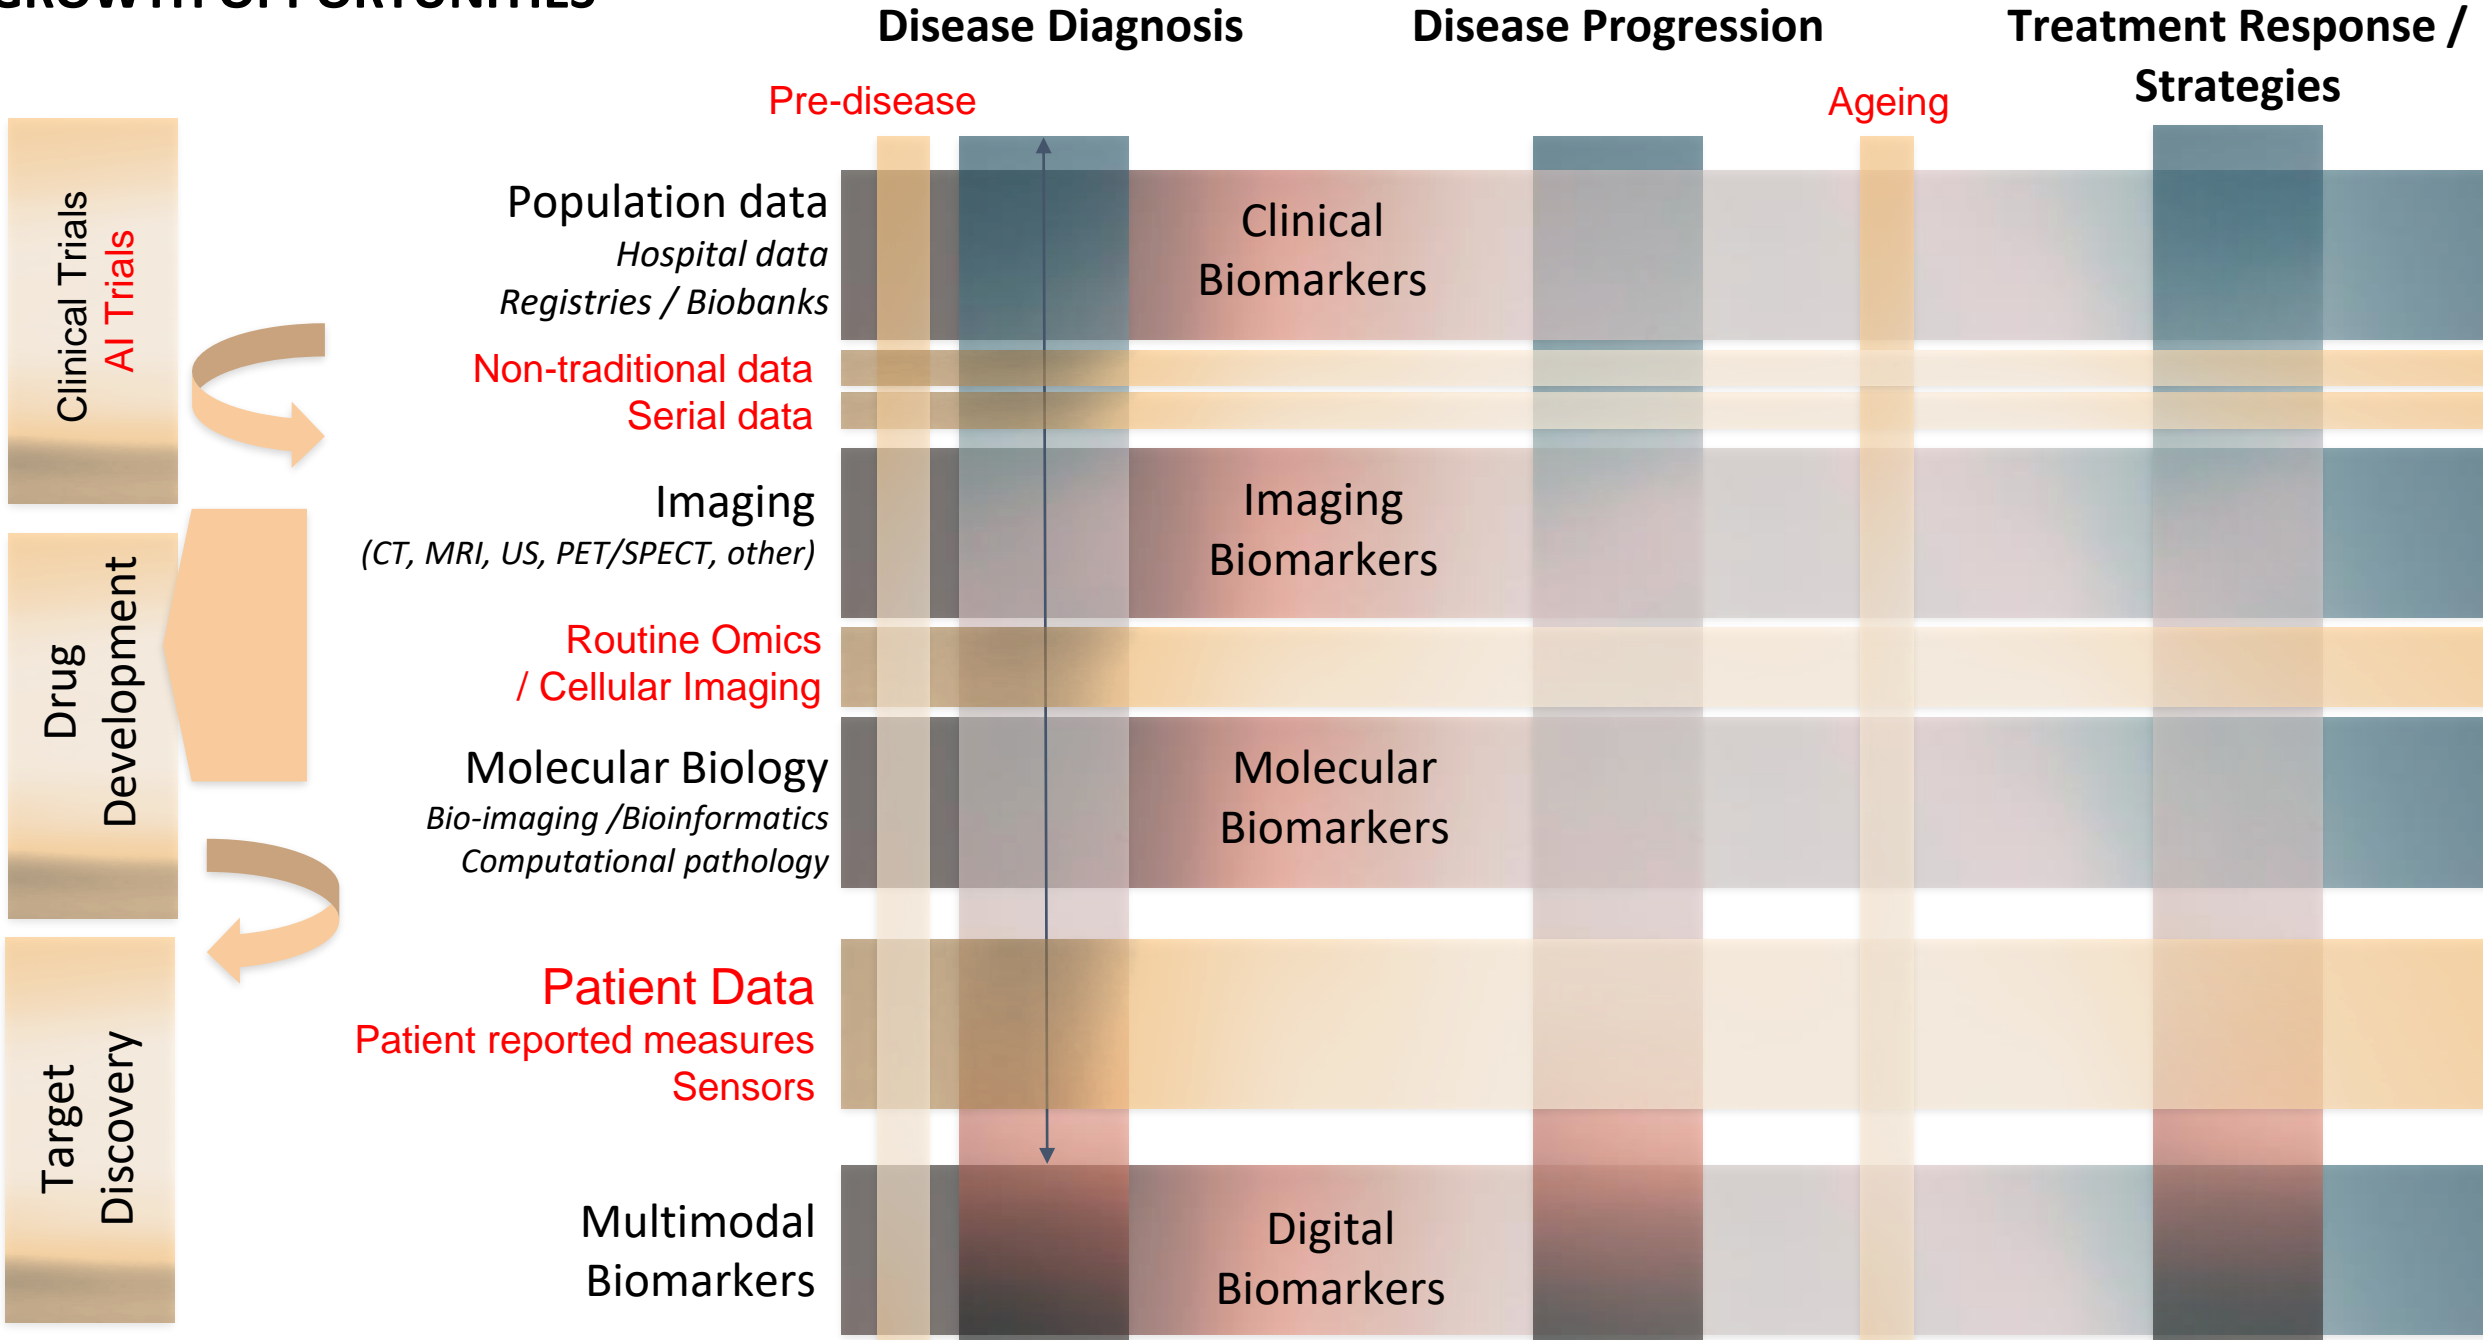 GROWTH OPPORTUNITIES
Disease Diagnosis
Disease Progression
Treatment Response /
Strategies
Pre-disease
Ageing
Clinical Trials
AI Trials
Population data
Hospital data
Registries / Biobanks
Clinical
Biomarkers
Non-traditional data
Serial data
Imaging
(CT, MRI, US, PET/SPECT, other)
Imaging
Biomarkers
Drug
Development
Routine Omics
/ Cellular Imaging
Molecular Biology
Bio-imaging /Bioinformatics
Computational pathology
Molecular
Biomarkers
Target
Discovery
Patient Data
Patient reported measures
Sensors
Multimodal
Biomarkers
Digital
Biomarkers